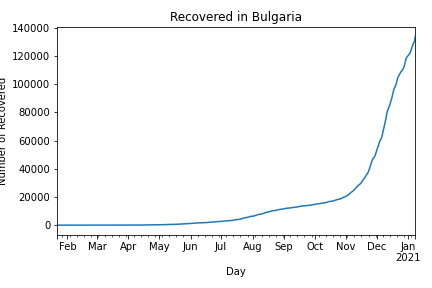 Recovered in Bulgaria
140000
120000
100000
80000
60000
40000
20000
0
Number of Recovered
Feb Mar Apr May Jun Jul Aug Sep Oct Nov Dec Jan
2021
Day